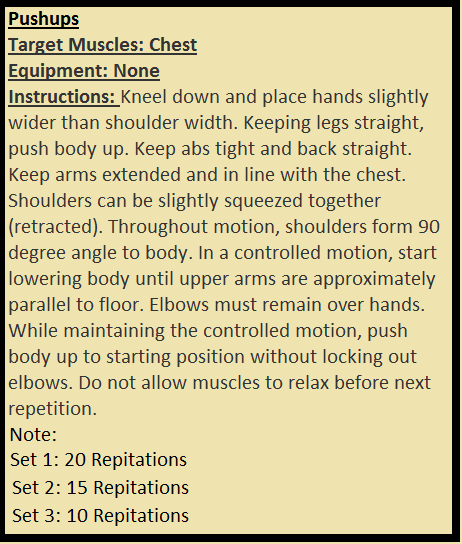 Pushups
Target Muscles: Chest
Equipment: None
Instructions: Kneel down and place hands slightly
wider than shoulder width. Keeping legs straight,
push body up. Keep abs tight and back straight.
Keep arms extended and in line with the chest.
Shoulders can be slightly squeezed together
(retracted). Throughout motion, shoulders form 90
degree angle to body. In a controlled motion, start
lowering body until upper arms are approximately
parallel to floor. Elbows must remain over hands.
While maintaining the controlled motion, push
body up to starting position without locking out
elbows. Do not allow muscles to relax before next
repetition.
Note:
Set 1: 20 Repitations
Set 2: 15 Repitations
Set 3: 10 Repitations